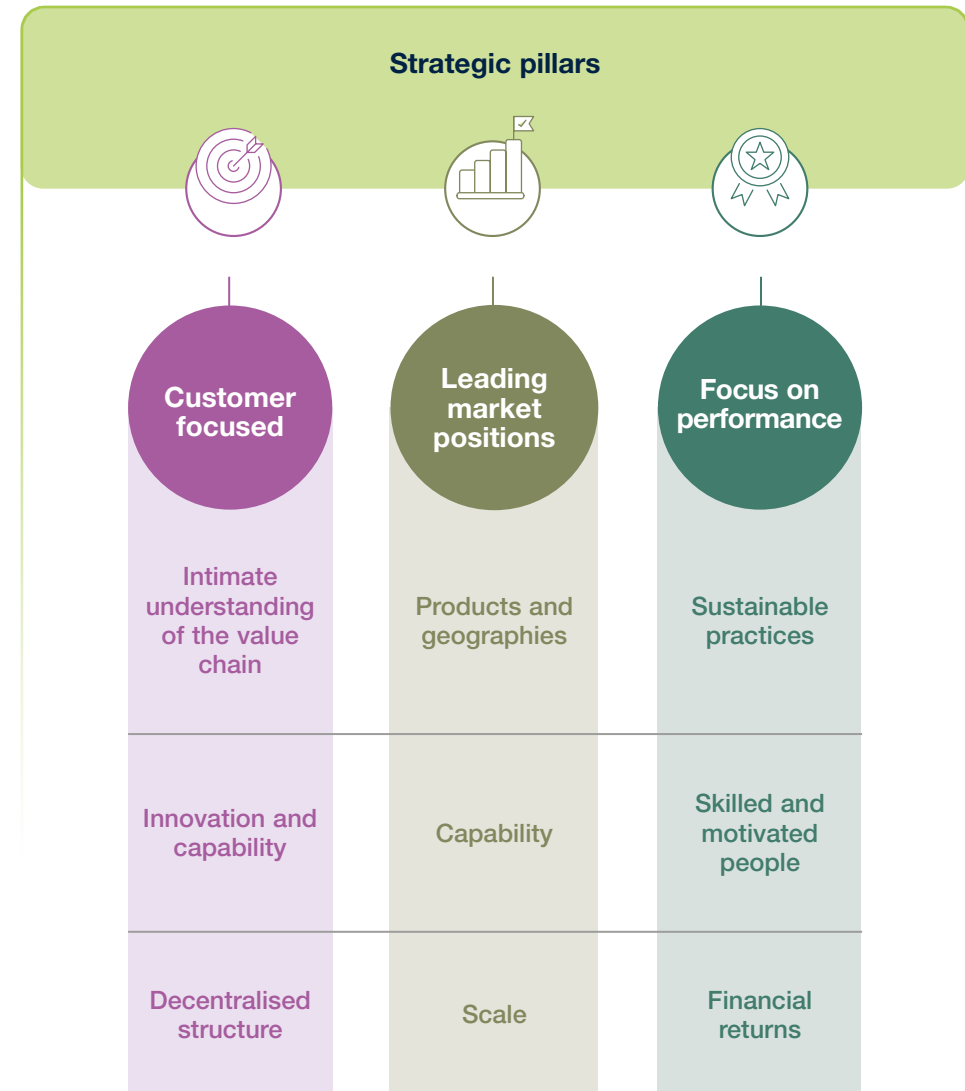 Strategic pillars
Customer
focused
Leading
market
positions
Focus on
performance
Intimate
understanding
of the value
chain
Products and
geographies
Sustainable
practices
Innovation and
capability
Capability
Skilled and
motivated
people
Decentralised
structure
Scale
Financial
returns